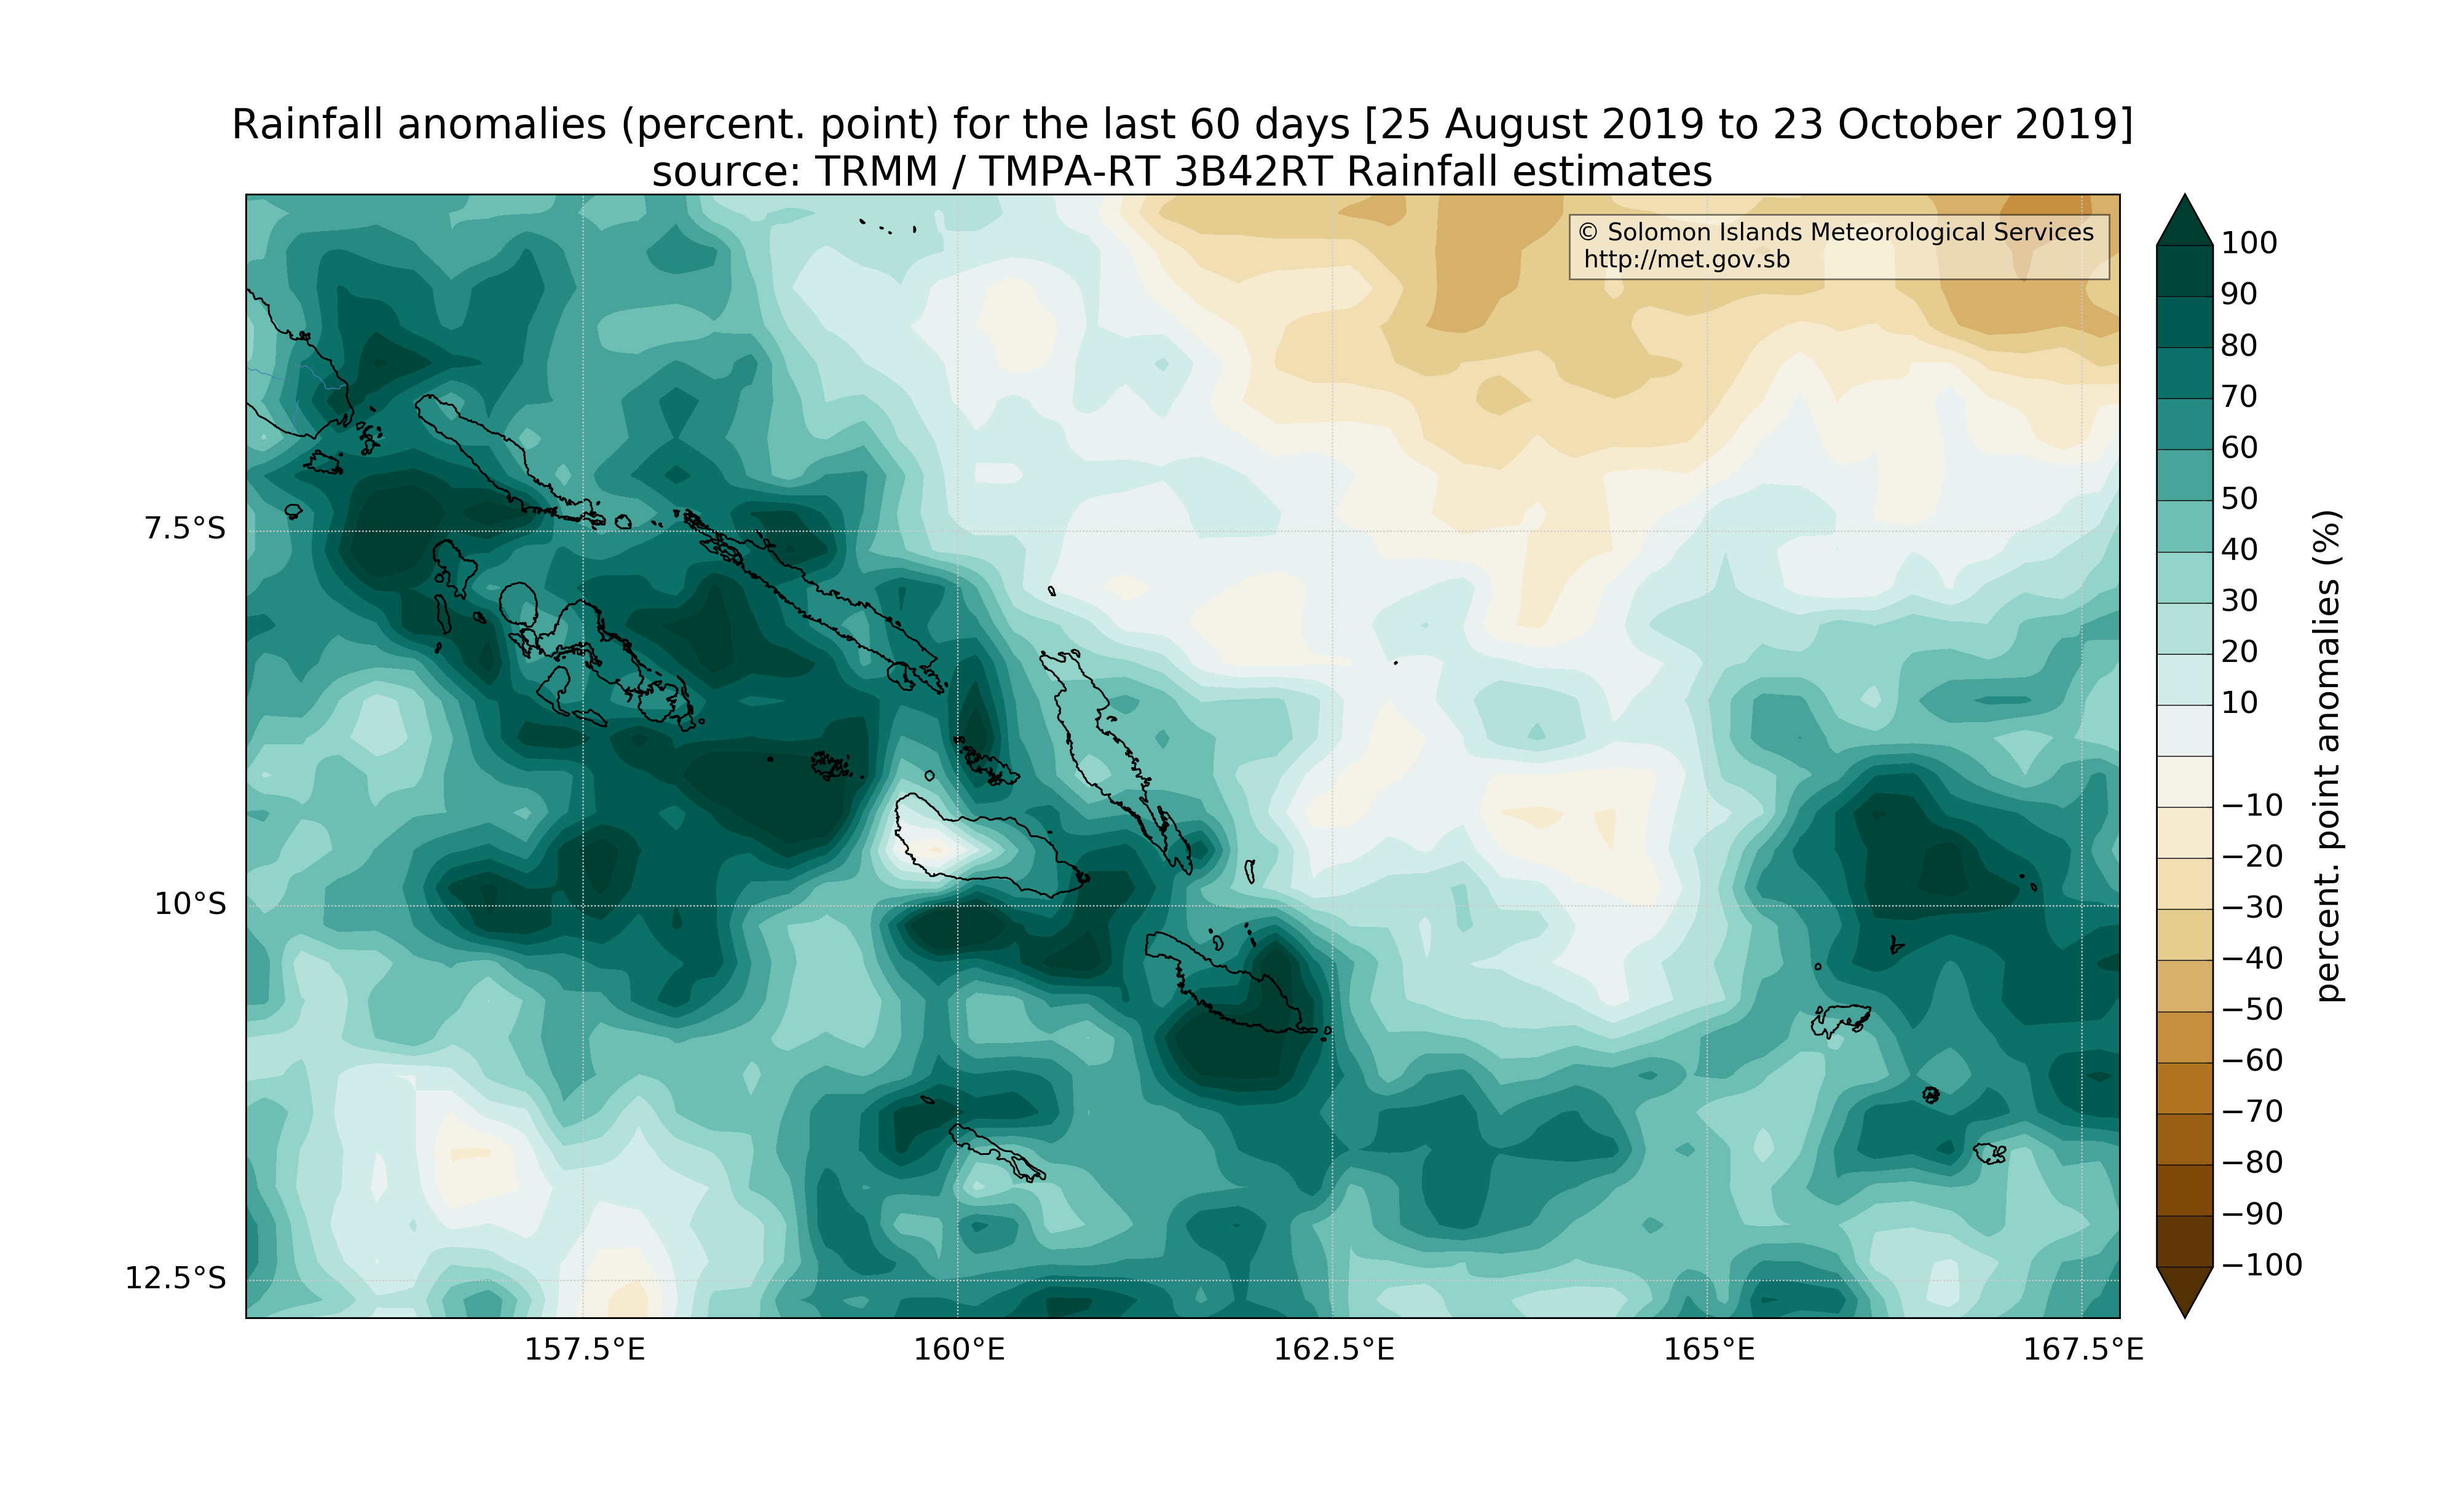 Rainfall anomalies (percent. point) for the last 60 days [25 August 2019 to 23 October 2019]
source: TRMM / TMPA-RT 3B42RT Rainfall estimates
© Solomon Islands Meteorological Services
http://met.gov.sb
7.5°S
10°S
12.5°S
157.5°E
160°E
162.5°E
165°E
167.5°E
100
90
80
70
60
50
40
30
20
10
−10
−20
−30
−40
−50
−60
−70
−80
−90
−100
percent. point anomalies (%)